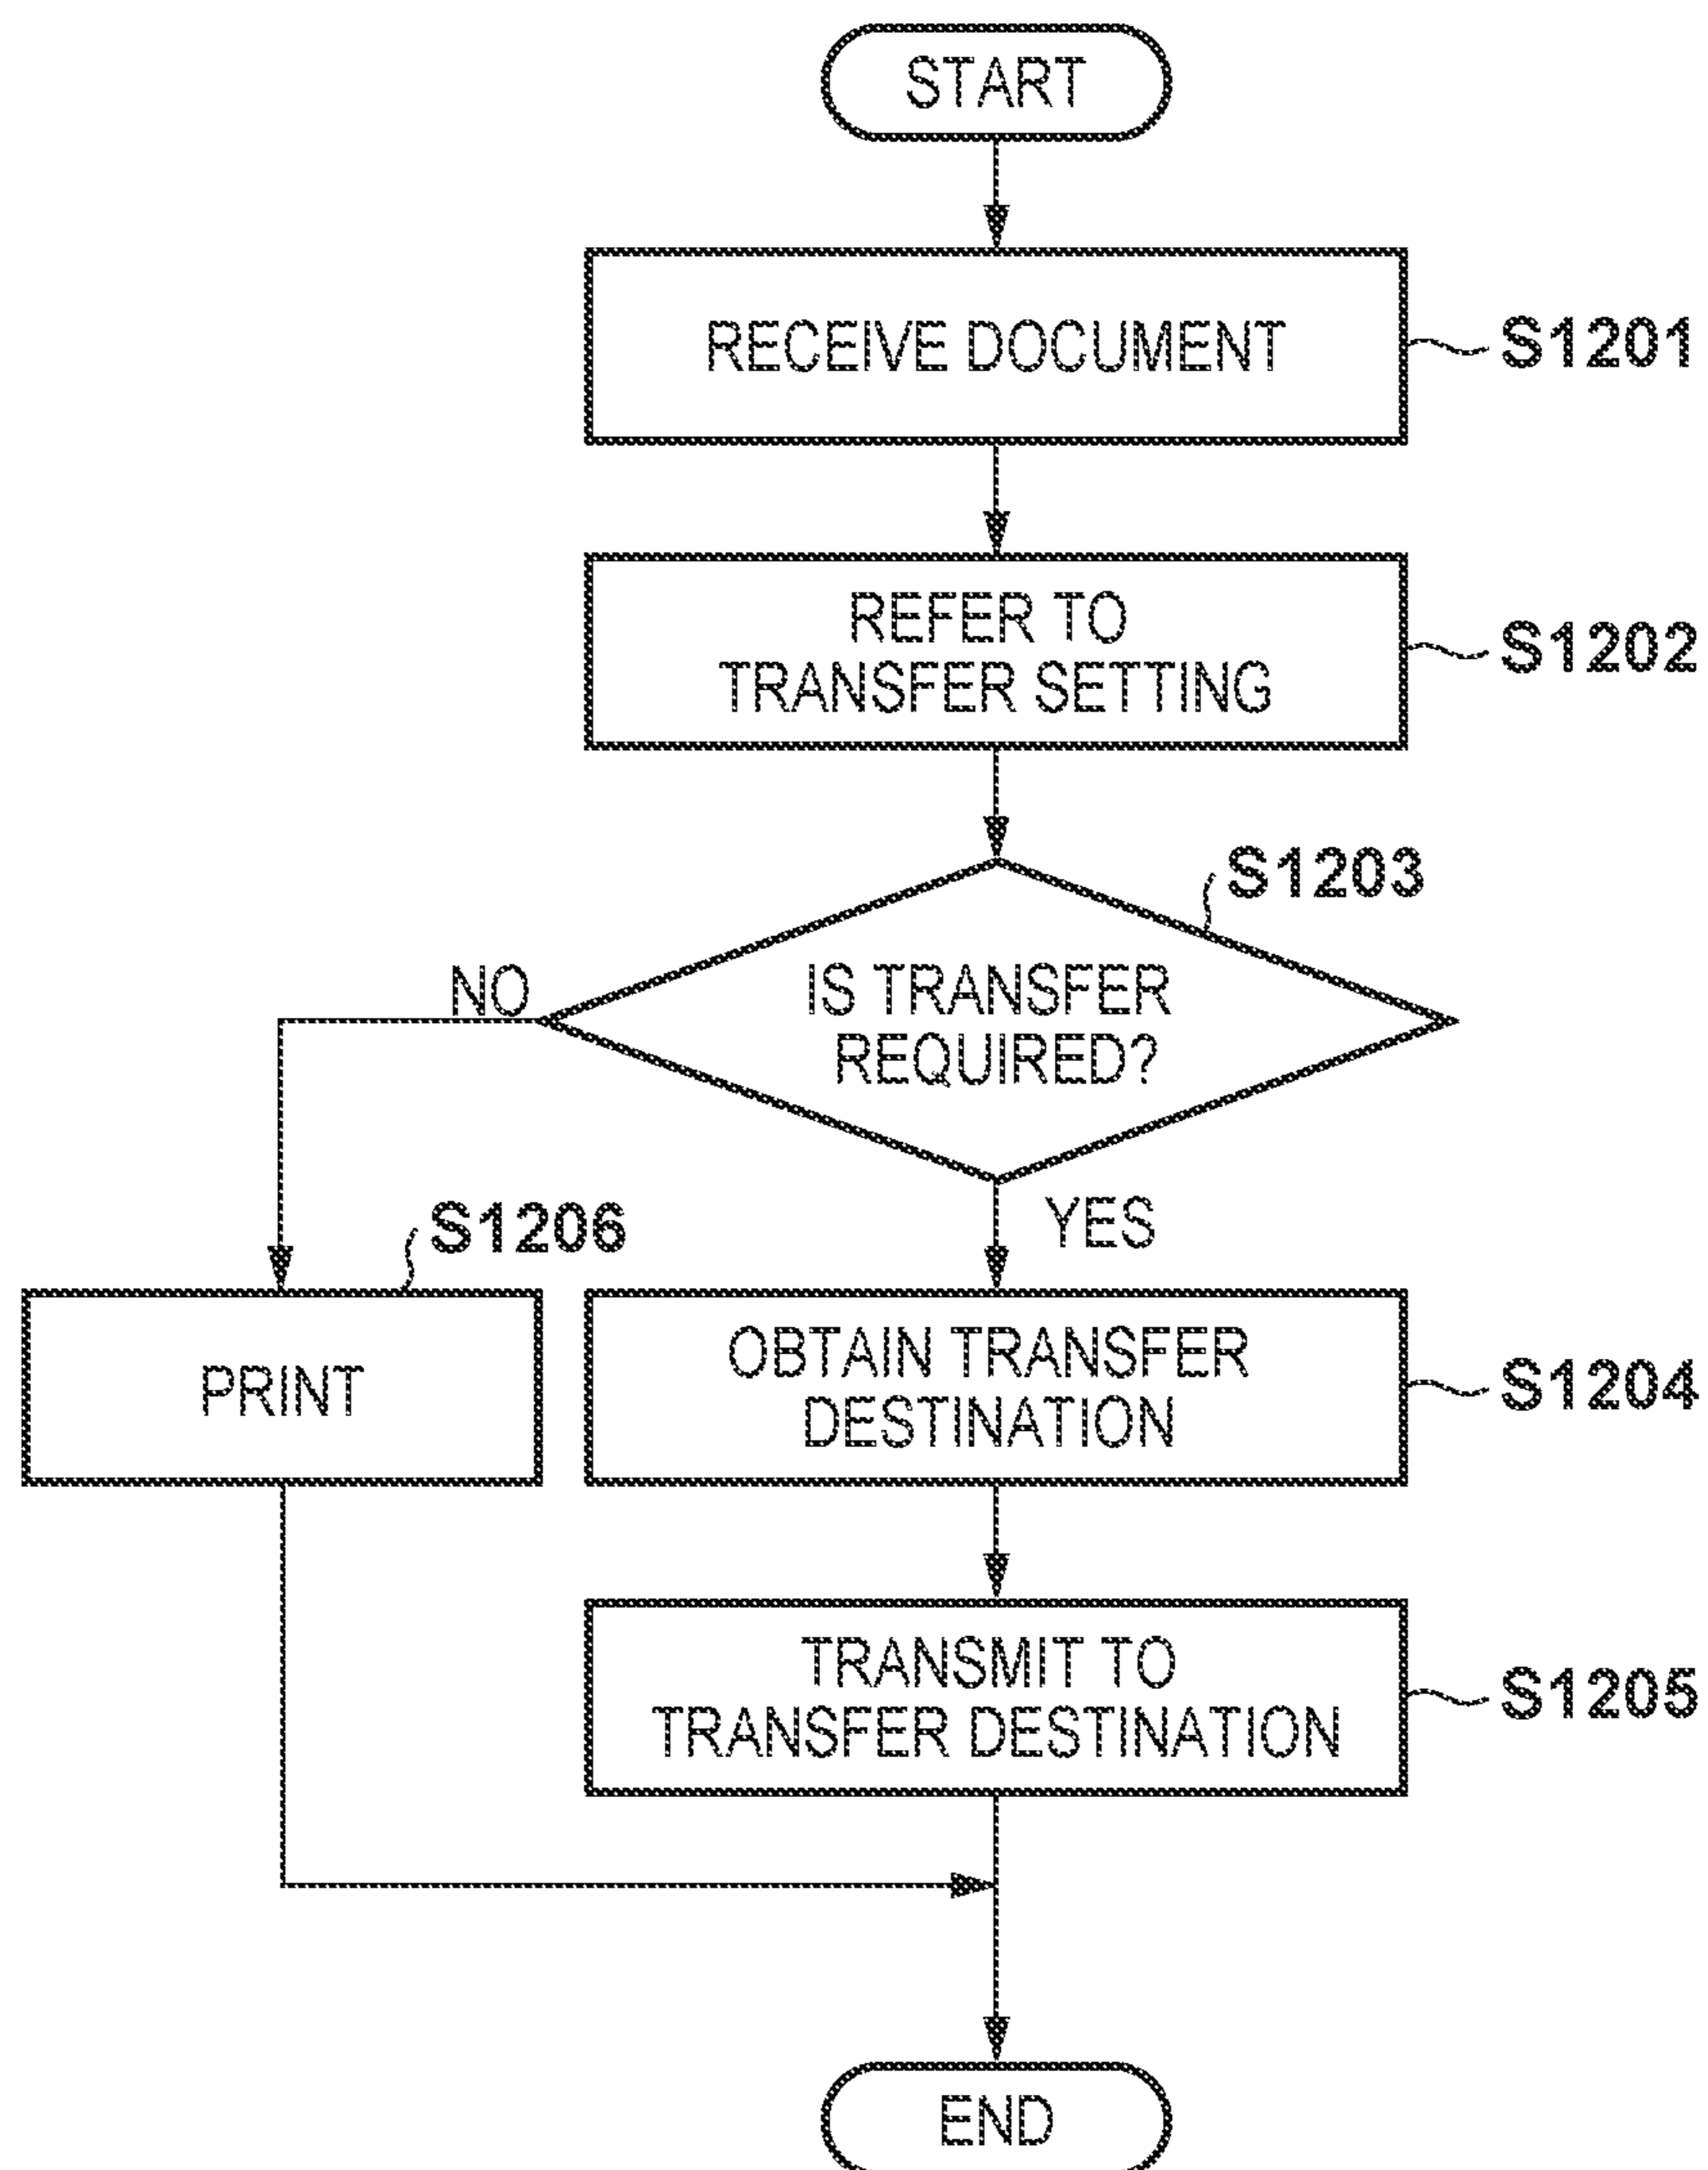 START
RECEIVE DOCUMENT
S1201
REFER TO
TRANSFER SETTING
S1202
S1203
IS TRANSFER
REQUIRED?
NO
YES
S1206
PRINT
OBTAIN TRANSFER
DESTINATION
S1204
TRANSMIT TO
TRANSFER DESTINATION
S1205
END